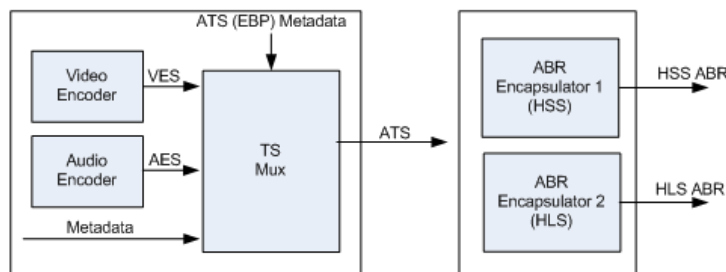 ATS (EBP) Metadata
Video
Encoder
VES
Audio
Encoder
AES
Metadata
TS
Mux
ATS
ABR
Encapsulator 1
(HSS)
HSS ABR
ABR
Encapsulator 2
(HLS)
HLS ABR